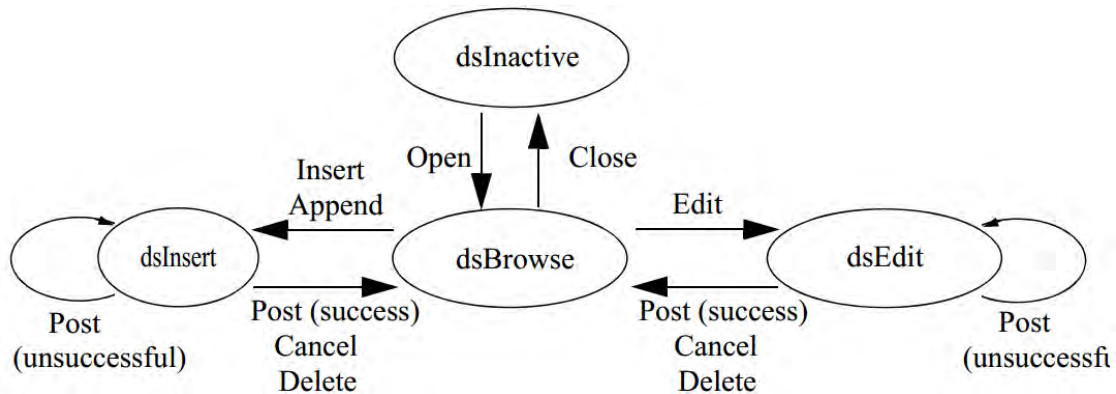 dsInactive
Open
Close
Insert
Append
Edit
dsInsert
dsBrowse
dsEdit
Post (success)
Cancel
Delete
Post (success)
Cancel
Delete
Post
(unsuccessful)
Post
(unsuccessfu